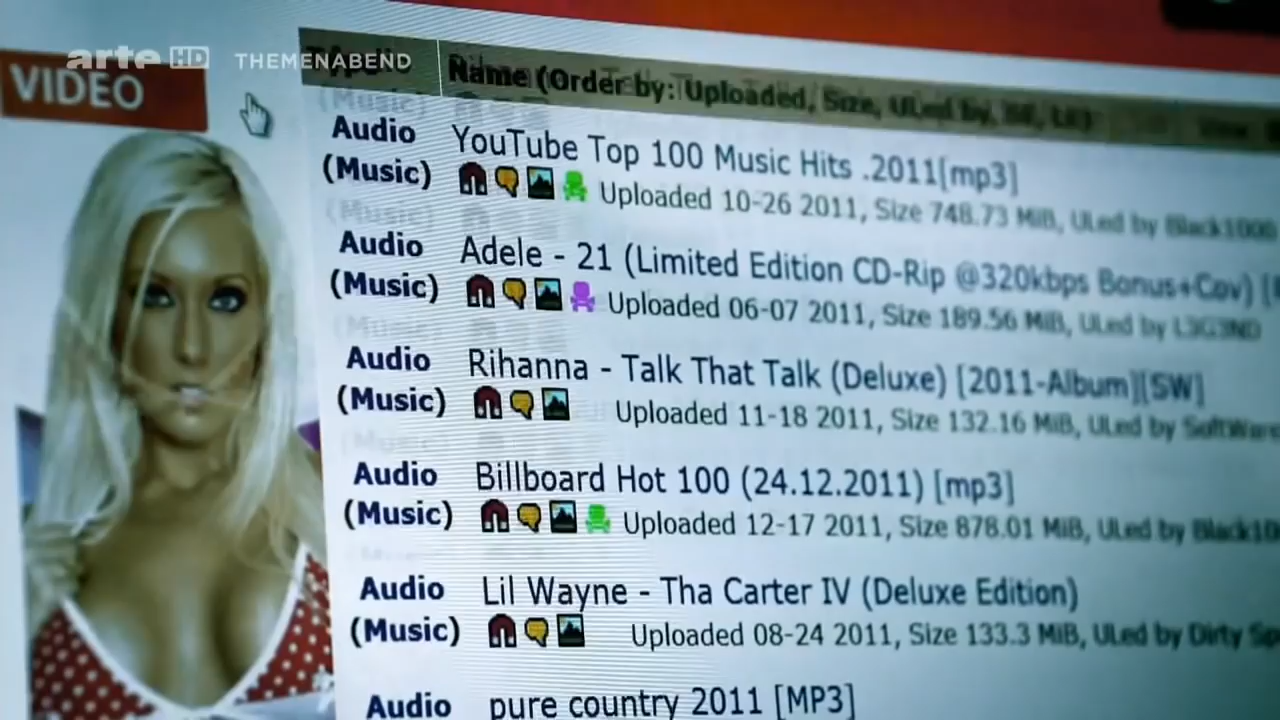 arte HD THEMENABEND
VIDEO
Name (Order by: Uploaded, Size, ULed by, SE, LE)
Audio
(Music)
YouTube Top 100 Music Hits .2011[mp3]
Uploaded 10-26 2011, Size 748.73 MiB, ULed by Black1000
Audio
(Music)
Adele - 21 (Limited Edition CD-Rip @320kbps Bonus+Cov) [
Uploaded 06-07 2011, Size 189.56 MiB, ULed by L3G3ND
Audio
(Music)
Rihanna - Talk That Talk (Deluxe) [2011-Album][SW]
Uploaded 11-18 2011, Size 132.16 MiB, ULed by SoftWare
Audio
(Music)
Billboard Hot 100 (24.12.2011) [mp3]
Uploaded 12-17 2011, Size 878.01 MiB, ULed by Black10
Audio
(Music)
Lil Wayne - Tha Carter IV (Deluxe Edition)
Uploaded 08-24 2011, Size 133.3 MiB, ULed by Dirty Sp
Audio
pure country 2011 [MP3]